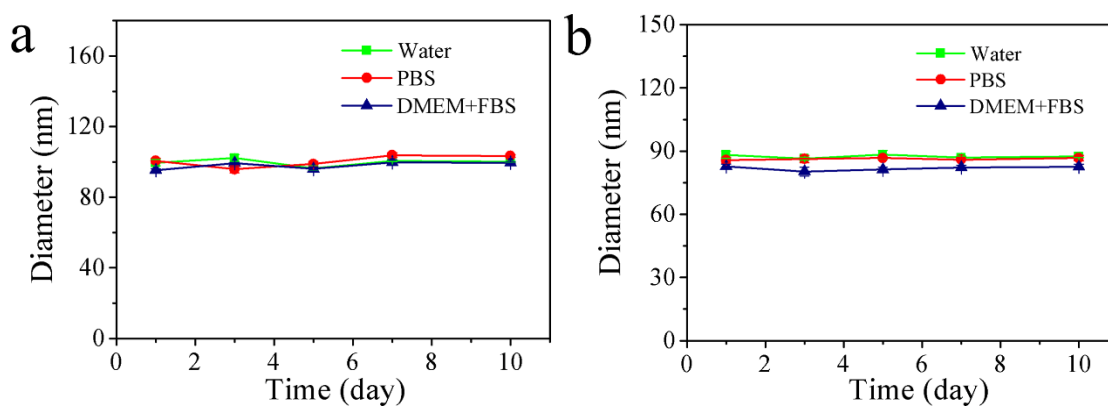 a
160
120
80
40
0
Diameter (nm)
Water
PBS
DMEM+FBS
0 2 4 6 8 10
Time (day)
b
150
120
90
60
30
0
Diameter (nm)
Water
PBS
DMEM+FBS
0 2 4 6 8 10
Time (day)